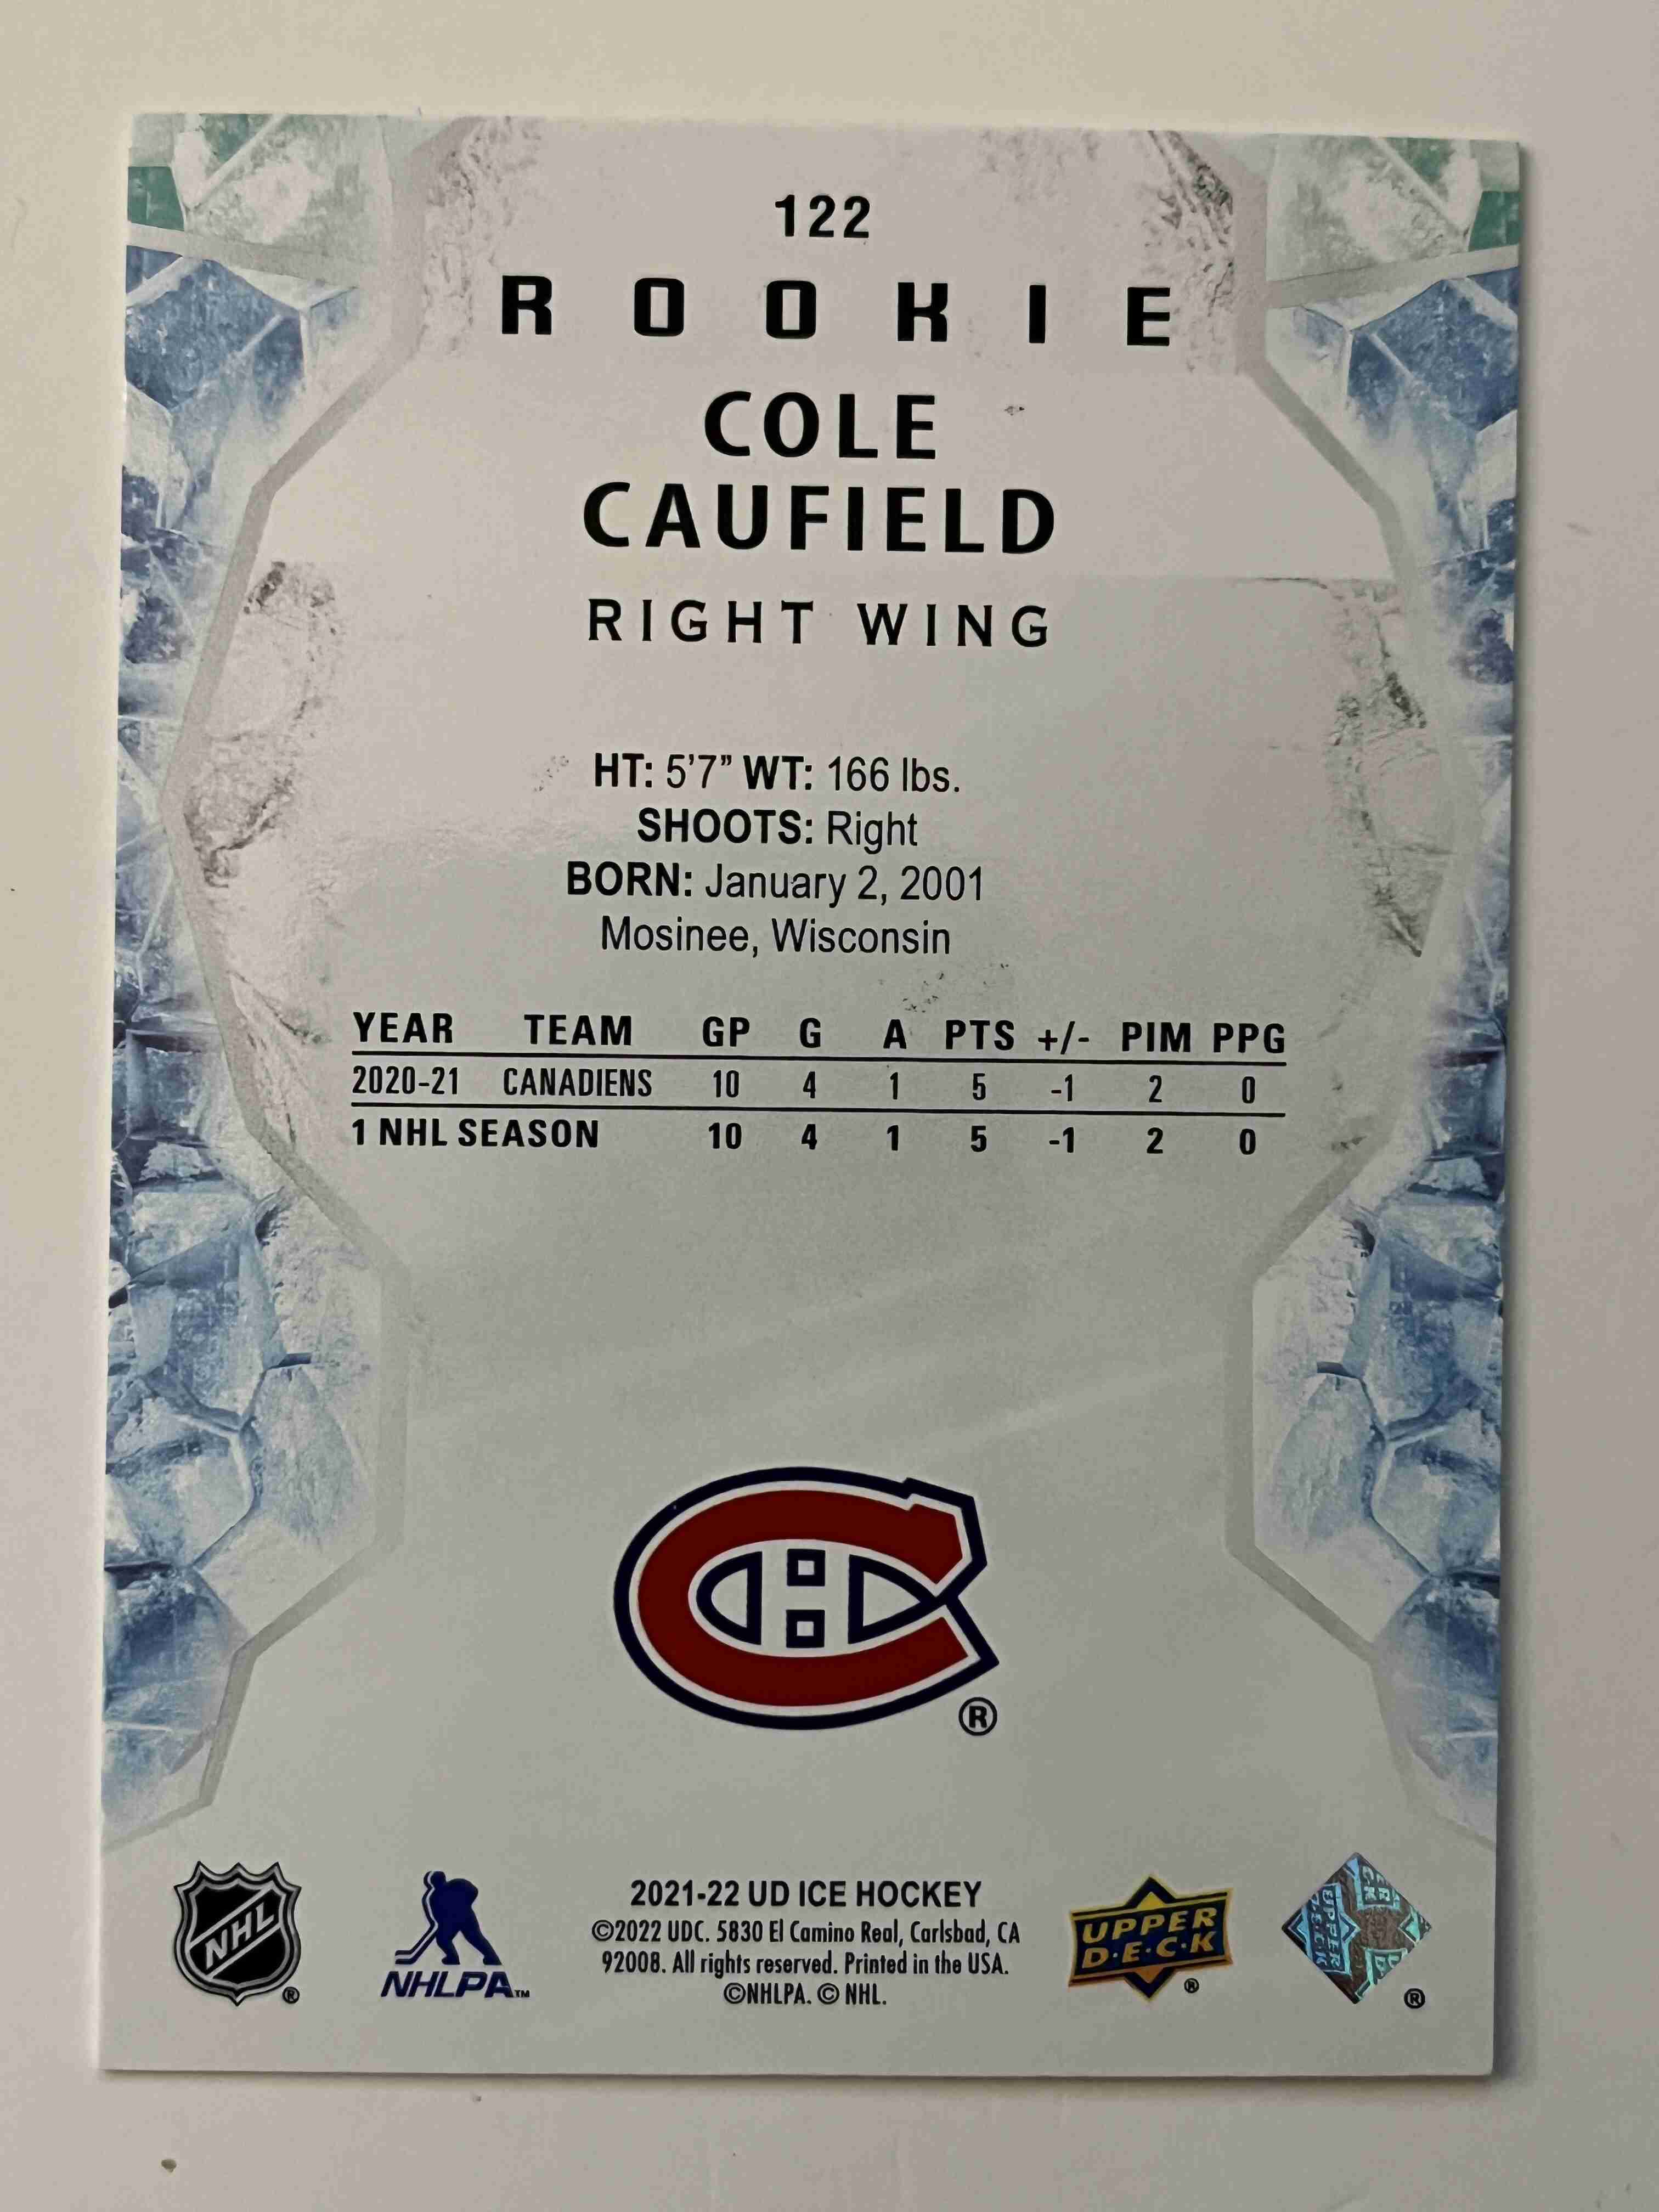 122
ROOKIE
COLE
CAUFIELD
RIGHT WING
HT: 5'7" WT: 166 lbs.
SHOOTS: Right
BORN: January 2, 2001
Mosinee, Wisconsin
YEAR TEAM GP G A PTS +/- PIM PPG
2020-21 CANADIENS 10 4 1 5 -1 2 0
1 NHL SEASON 10 4 1 5 -1 2 0
®
NHL ®
NHLPA™
2021-22 UD ICE HOCKEY
©2022 UDC. 5830 El Camino Real, Carlsbad, CA
92008. All rights reserved. Printed in the USA.
©NHLPA. © NHL.
UPPER
D·E·C·K ®
UPPER
DECK
®